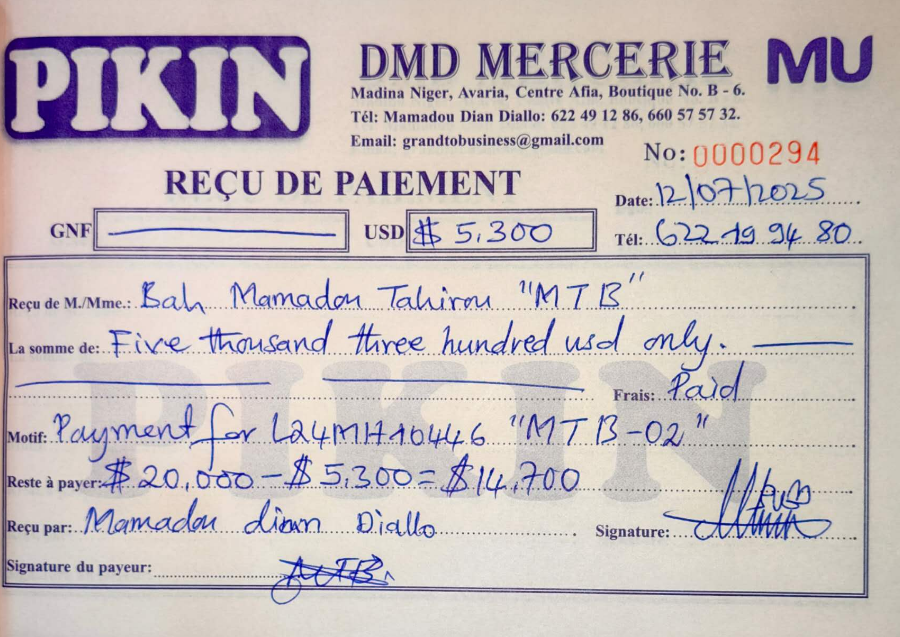 PIKIN
DMD MERCERIE
MU
Madina Niger, Avaria, Centre Afia, Boutique No. B - 6.
Tél: Mamadou Dian Diallo: 622 49 12 86, 660 57 57 32.
Email: grandtobusiness@gmail.com
No: 0000294
REÇU DE PAIEMENT
Date: 12/07/2025
GNF
USD $ 5,300
Tél: 622 19 94 80
Reçu de M./Mme.: Bah Mamadou Tahirou "MTB"
La somme de: Five thousand three hundred usd only.
Frais: Paid
Motif: Payment for L24MH10446 "MTB-02"
Reste à payer: $ 20,000 - $ 5,300 = $14,700
Reçu par: Mamadou dian Diallo
Signature:
Signature du payeur: MTB
PIKIN